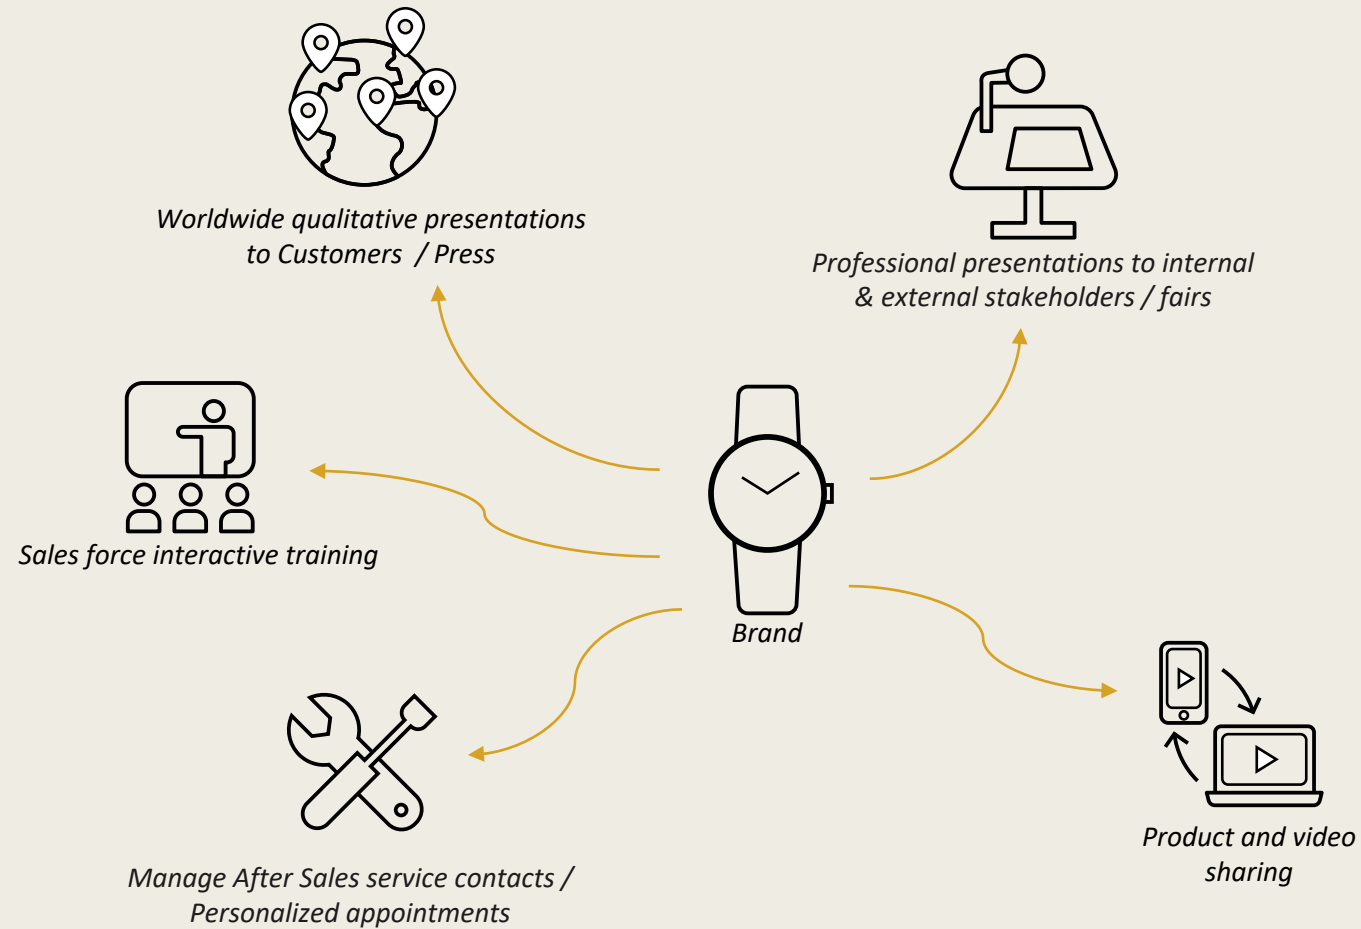 Worldwide qualitative presentations
to Customers / Press
Professional presentations to internal
& external stakeholders / fairs
Sales force interactive training
Brand
Product and video
sharing
Manage After Sales service contacts /
Personalized appointments